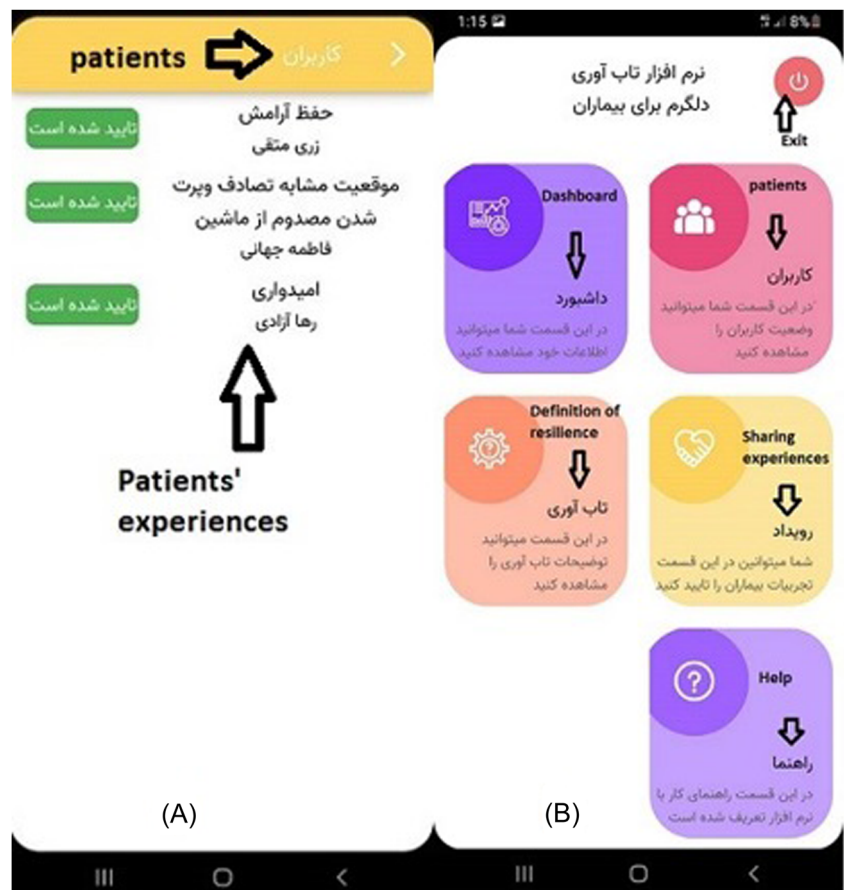 patients
کاربران
حفظ آرامش
زری متقی
تایید شده است
موقعیت مشابه تصادف وپرت
شدن مصدوم از ماشین
فاطمه جهانی
تایید شده است
امیدواری
رها آزادی
تایید شده است
Patients'
experiences
(A)
1:15
8%
نرم افزار تاب آوری
دلگرم برای بیماران
Exit
Dashboard
داشبورد
در این قسمت شما میتوانید
اطلاعات خود مشاهده کنید
patients
کاربران
در این قسمت شما میتوانید
وضعیت کاربران را
مشاهده کنید
Definition of
resilience
تاب آوری
در این قسمت میتوانید
توضیحات تاب آوری را
مشاهده کنید
Sharing
experiences
رویداد
شما میتوانین در این قسمت
تجربیات بیماران را تایید کنید
Help
راهنما
در این قسمت راهنمای کار با
نرم افزار تعریف شده است
(B)